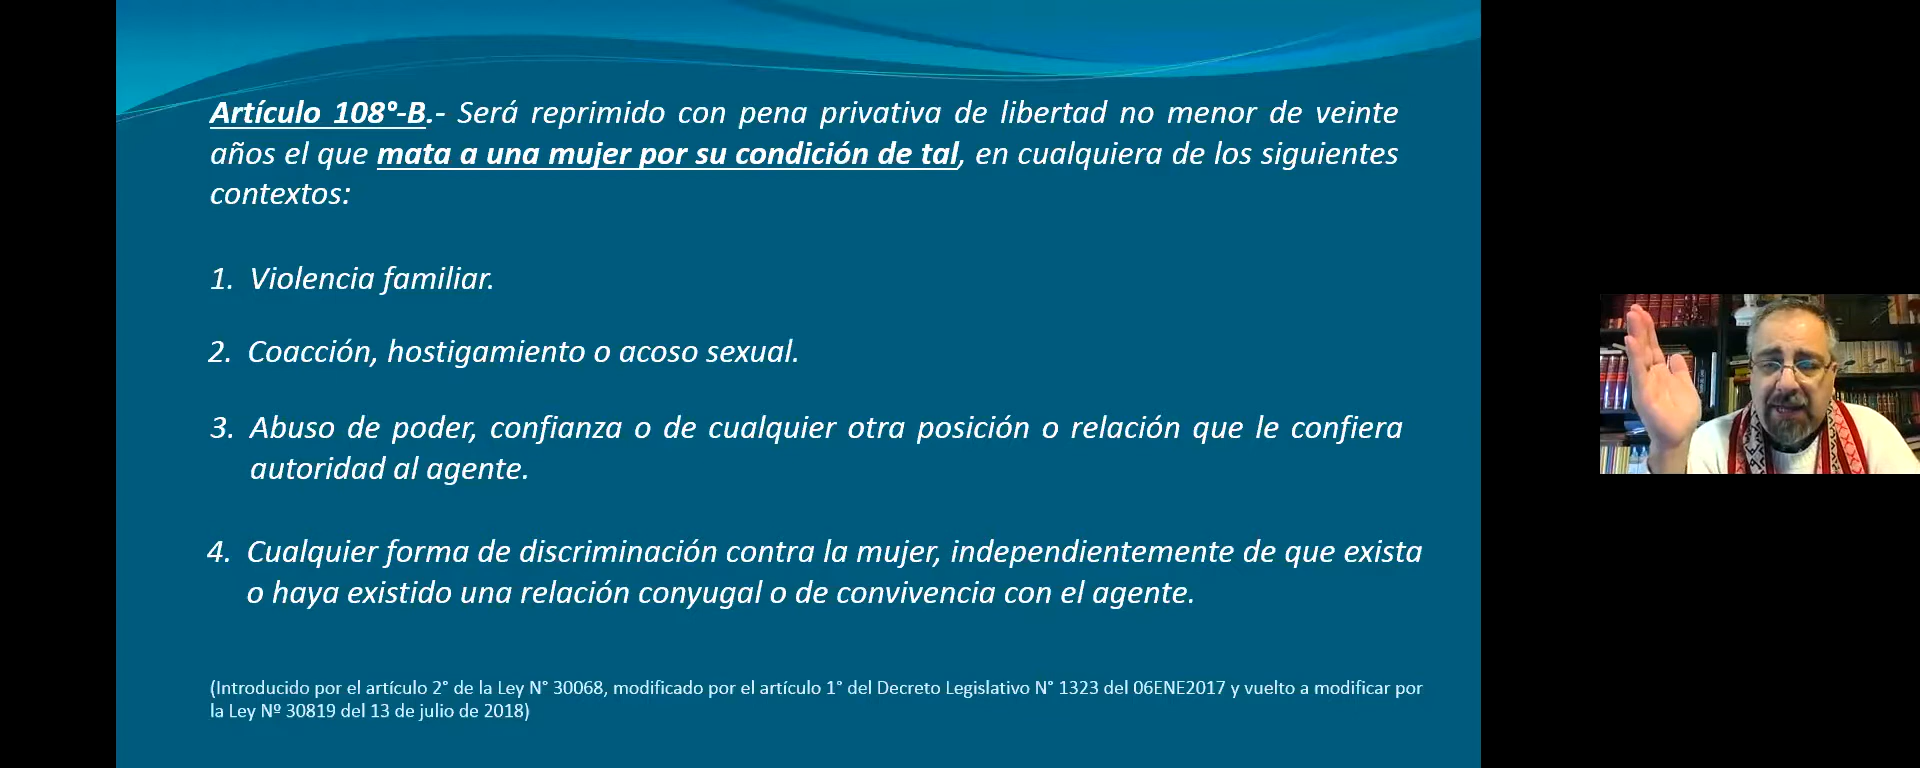 Artículo 108°-B.- Será reprimido con pena privativa de libertad no menor de veinte
años el que mata a una mujer por su condición de tal, en cualquiera de los siguientes
contextos:
1. Violencia familiar.
2. Coacción, hostigamiento o acoso sexual.
3. Abuso de poder, confianza o de cualquier otra posición o relación que le confiera
autoridad al agente.
4. Cualquier forma de discriminación contra la mujer, independientemente de que exista
o haya existido una relación conyugal o de convivencia con el agente.
(Introducido por el artículo 2° de la Ley N° 30068, modificado por el artículo 1° del Decreto Legislativo N° 1323 del 06ENE2017 y vuelto a modificar por
la Ley Nº 30819 del 13 de julio de 2018)